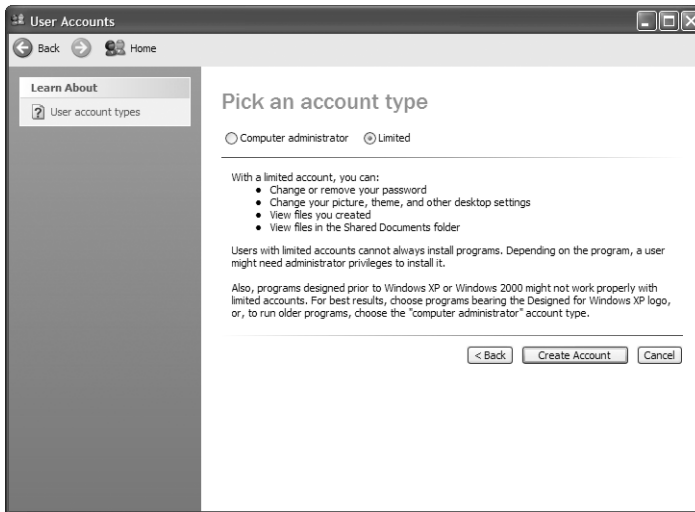 User Accounts
Back Home
Learn About
? User account types
Pick an account type
Computer administrator Limited
With a limited account, you can:
• Change or remove your password
• Change your picture, theme, and other desktop settings
• View files you created
• View files in the Shared Documents folder
Users with limited accounts cannot always install programs. Depending on the program, a user
might need administrator privileges to install it.
Also, programs designed prior to Windows XP or Windows 2000 might not work properly with
limited accounts. For best results, choose programs bearing the Designed for Windows XP logo,
or, to run older programs, choose the "computer administrator" account type.
< Back Create Account Cancel